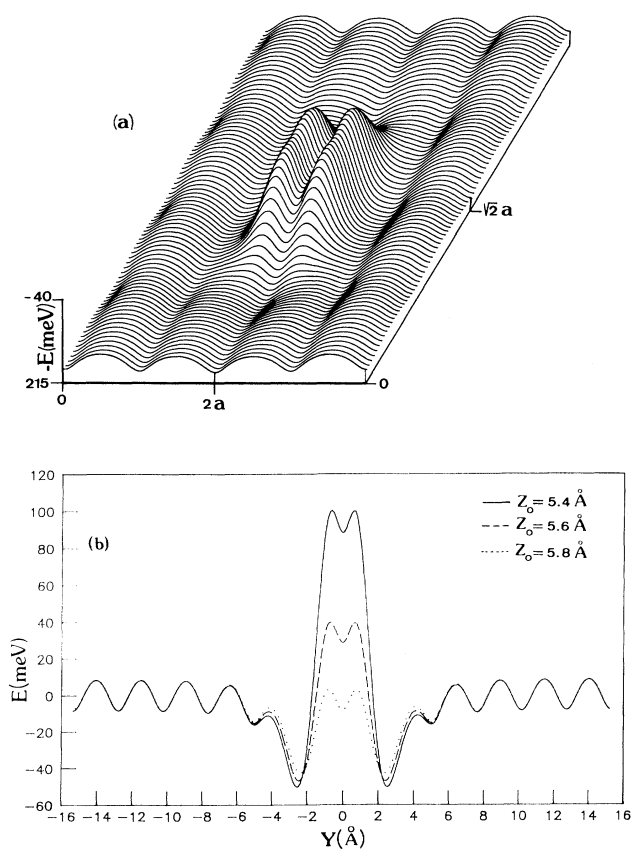 (a)
√2 a
-40
-E(meV)
215
0
2a
0
120
100
80
60
40
20
0
-20
-40
-60
E(meV)
(b)
Z₀= 5.4 Å
Z₀= 5.6 Å
Z₀= 5.8 Å
-16 -14 -12 -10 -8 -6 -4 -2 0 2 4 6 8 10 12 14 16
Y(Å)